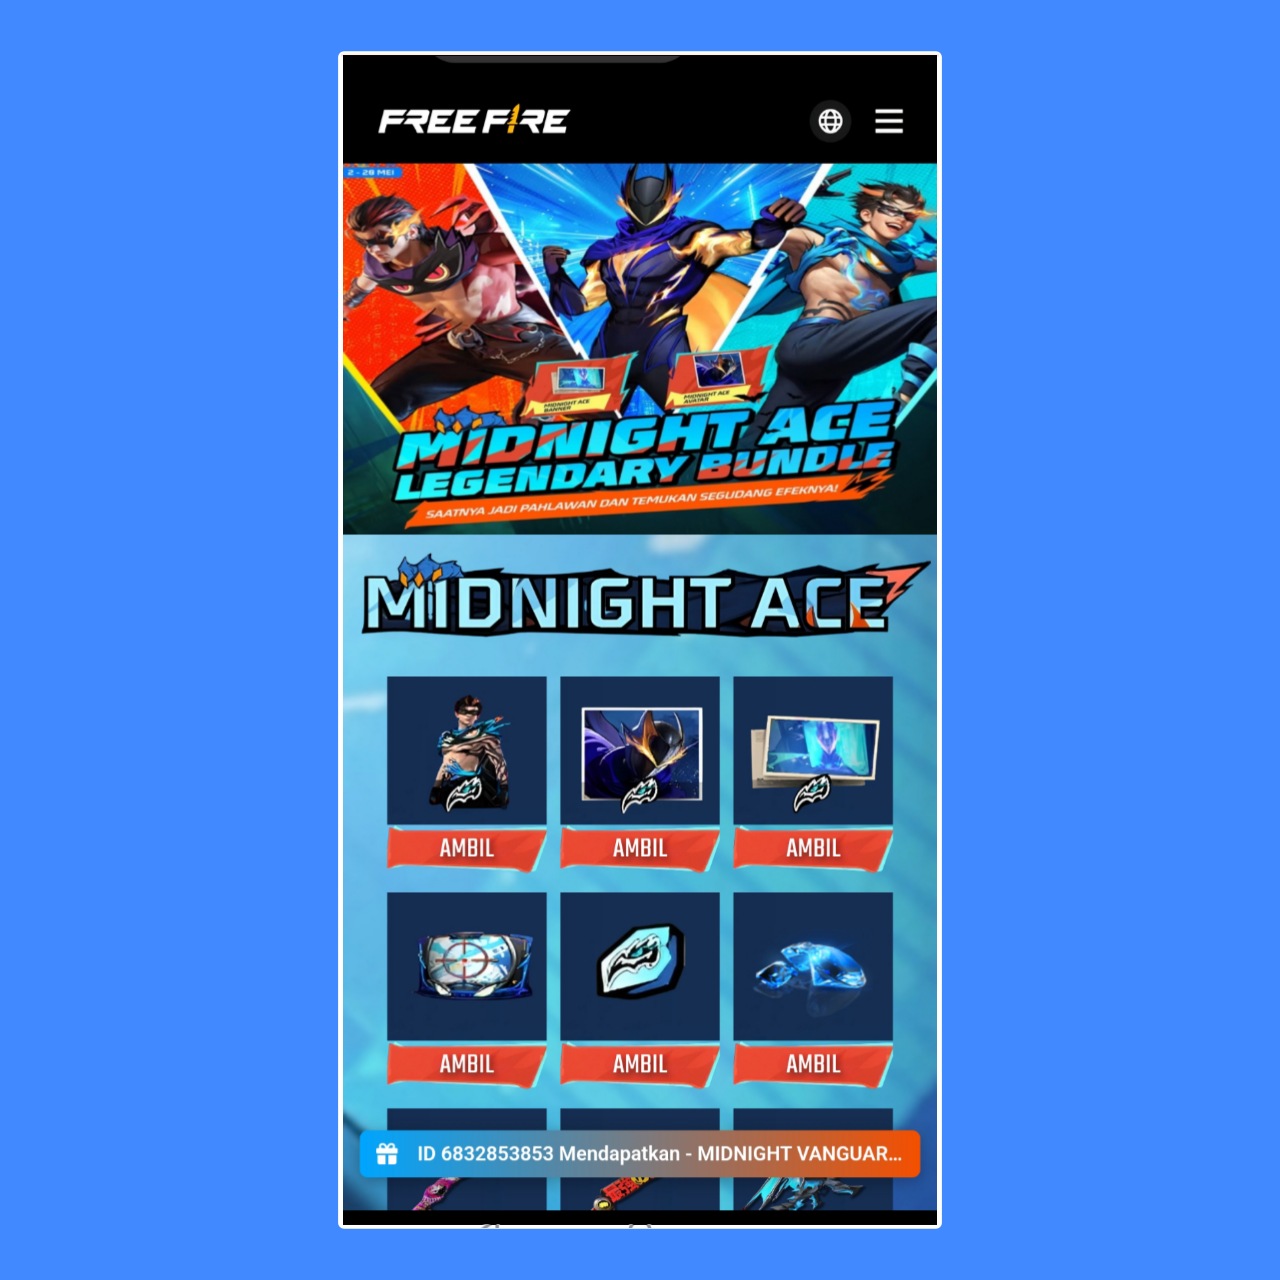 FREE FIRE
2 - 28 MEI
MIDNIGHT ACE
BANNER
MIDNIGHT ACE
AVATAR
MIDNIGHT ACE
LEGENDARY BUNDLE
SAATNYA JADI PAHLAWAN DAN TEMUKAN SEGUDANG EFEKNYA!
MIDNIGHT ACE
AMBIL AMBIL AMBIL
AMBIL AMBIL AMBIL
ID 6832853853 Mendapatkan - MIDNIGHT VANGUAR...